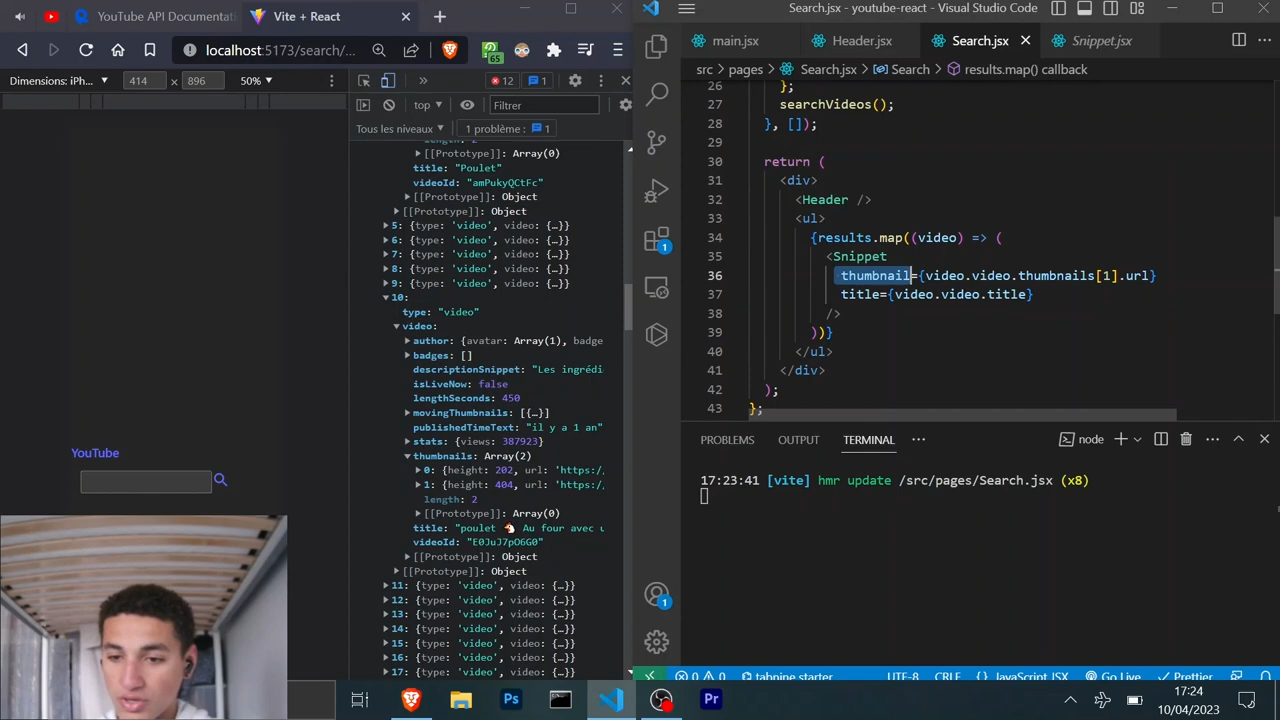 YouTube API Documentat
Vite + React
localhost:5173/search/...
65
Dimensions: iPh...
414
×
896
50%
12
1
top
Filtrer
Tous les niveaux
1 problème :
1
[[Prototype]]: Array(0)
title: "Poulet"
videoId: "amPukyQCtFc"
[[Prototype]]: Object
[[Prototype]]: Object
5: {type: 'video', video: {…}}
6: {type: 'video', video: {…}}
7: {type: 'video', video: {…}}
8: {type: 'video', video: {…}}
9: {type: 'video', video: {…}}
10:
type: "video"
video:
author: {avatar: Array(1), badge
badges: []
descriptionSnippet: "Les ingrédi
isLiveNow: false
lengthSeconds: 450
movingThumbnails: [{…}]
publishedTimeText: "il y a 1 an"
stats: {views: 387923}
thumbnails: Array(2)
0: {height: 202, url: 'https:/
1: {height: 404, url: 'https:/
length: 2
[[Prototype]]: Array(0)
title: "poulet 🐔 Au four avec u
videoId: "E0JuJ7pO6G0"
[[Prototype]]: Object
[[Prototype]]: Object
11: {type: 'video', video: {…}}
12: {type: 'video', video: {…}}
13: {type: 'video', video: {…}}
14: {type: 'video', video: {…}}
15: {type: 'video', video: {…}}
16: {type: 'video', video: {…}}
17: {type: 'video', video: {…}}
YouTube
Search.jsx - youtube-react - Visual Studio Code
main.jsx
Header.jsx
Search.jsx
Snippet.jsx
src > pages > Search.jsx > Search > results.map() callback
26 };
27 searchVideos();
28 }, []);
29
30 return (
31 <div>
32 <Header />
33 <ul>
34 {results.map((video) => (
35 <Snippet
36 thumbnail={video.video.thumbnails[1].url}
37 title={video.video.title}
38 />
39 ))}
40 </ul>
41 </div>
42 );
43 };
PROBLEMS
OUTPUT
TERMINAL
node
17:23:41 [vite] hmr update /src/pages/Search.jsx (x8)
1
1
0
0
tabnine starter
UTF-8
CRLF
{} JavaScript JSX
Go Live
Prettier
Ps
Pr
17:24
10/04/2023